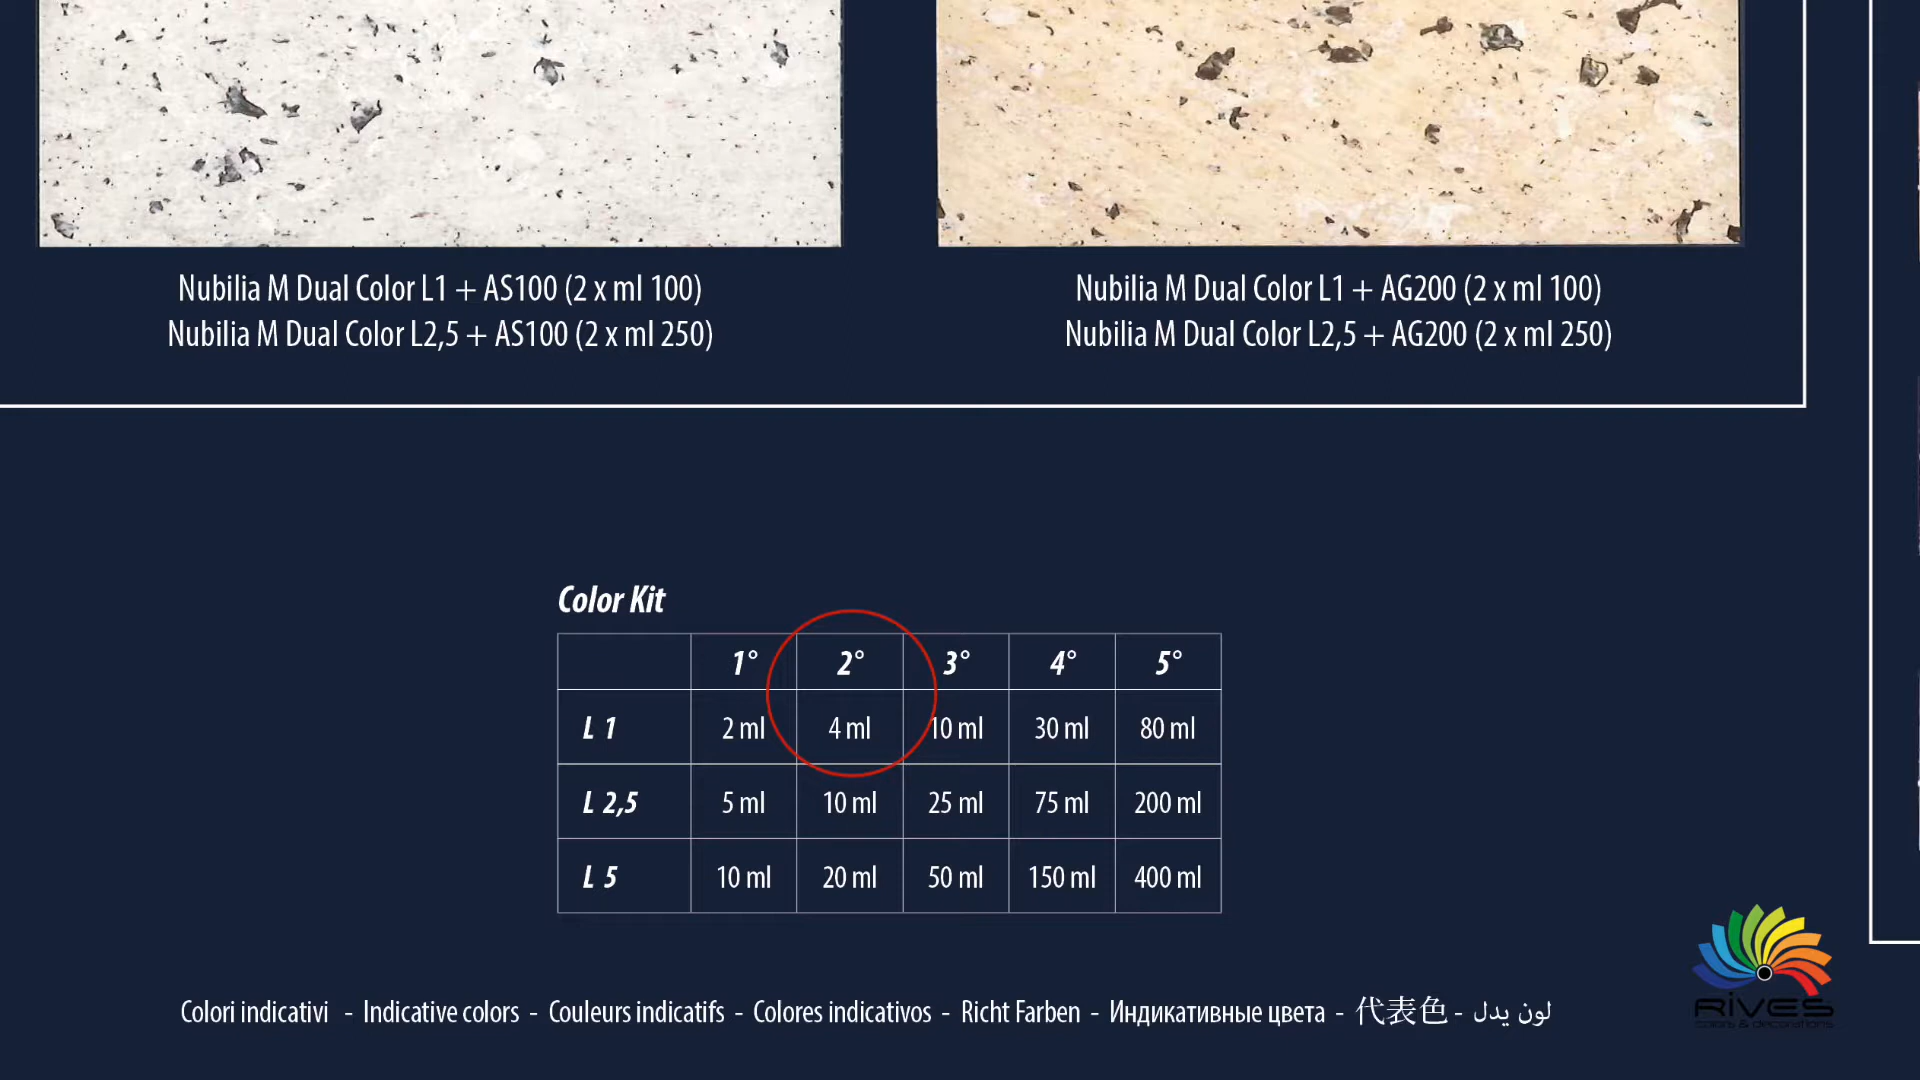 Nubilia M Dual Color L1 + AS100 (2 x ml 100)
Nubilia M Dual Color L2,5 + AS100 (2 x ml 250)
Nubilia M Dual Color L1 + AG200 (2 x ml 100)
Nubilia M Dual Color L2,5 + AG200 (2 x ml 250)
Color Kit
1° 2° 3° 4° 5°
L 1 2 ml 4 ml 10 ml 30 ml 80 ml
L 2,5 5 ml 10 ml 25 ml 75 ml 200 ml
L 5 10 ml 20 ml 50 ml 150 ml 400 ml
Colori indicativi - Indicative colors - Couleurs indicatifs - Colores indicativos - Richt Farben - Индикативные цвета - 代表色 - لون يدل
RiVES
colors & decorations